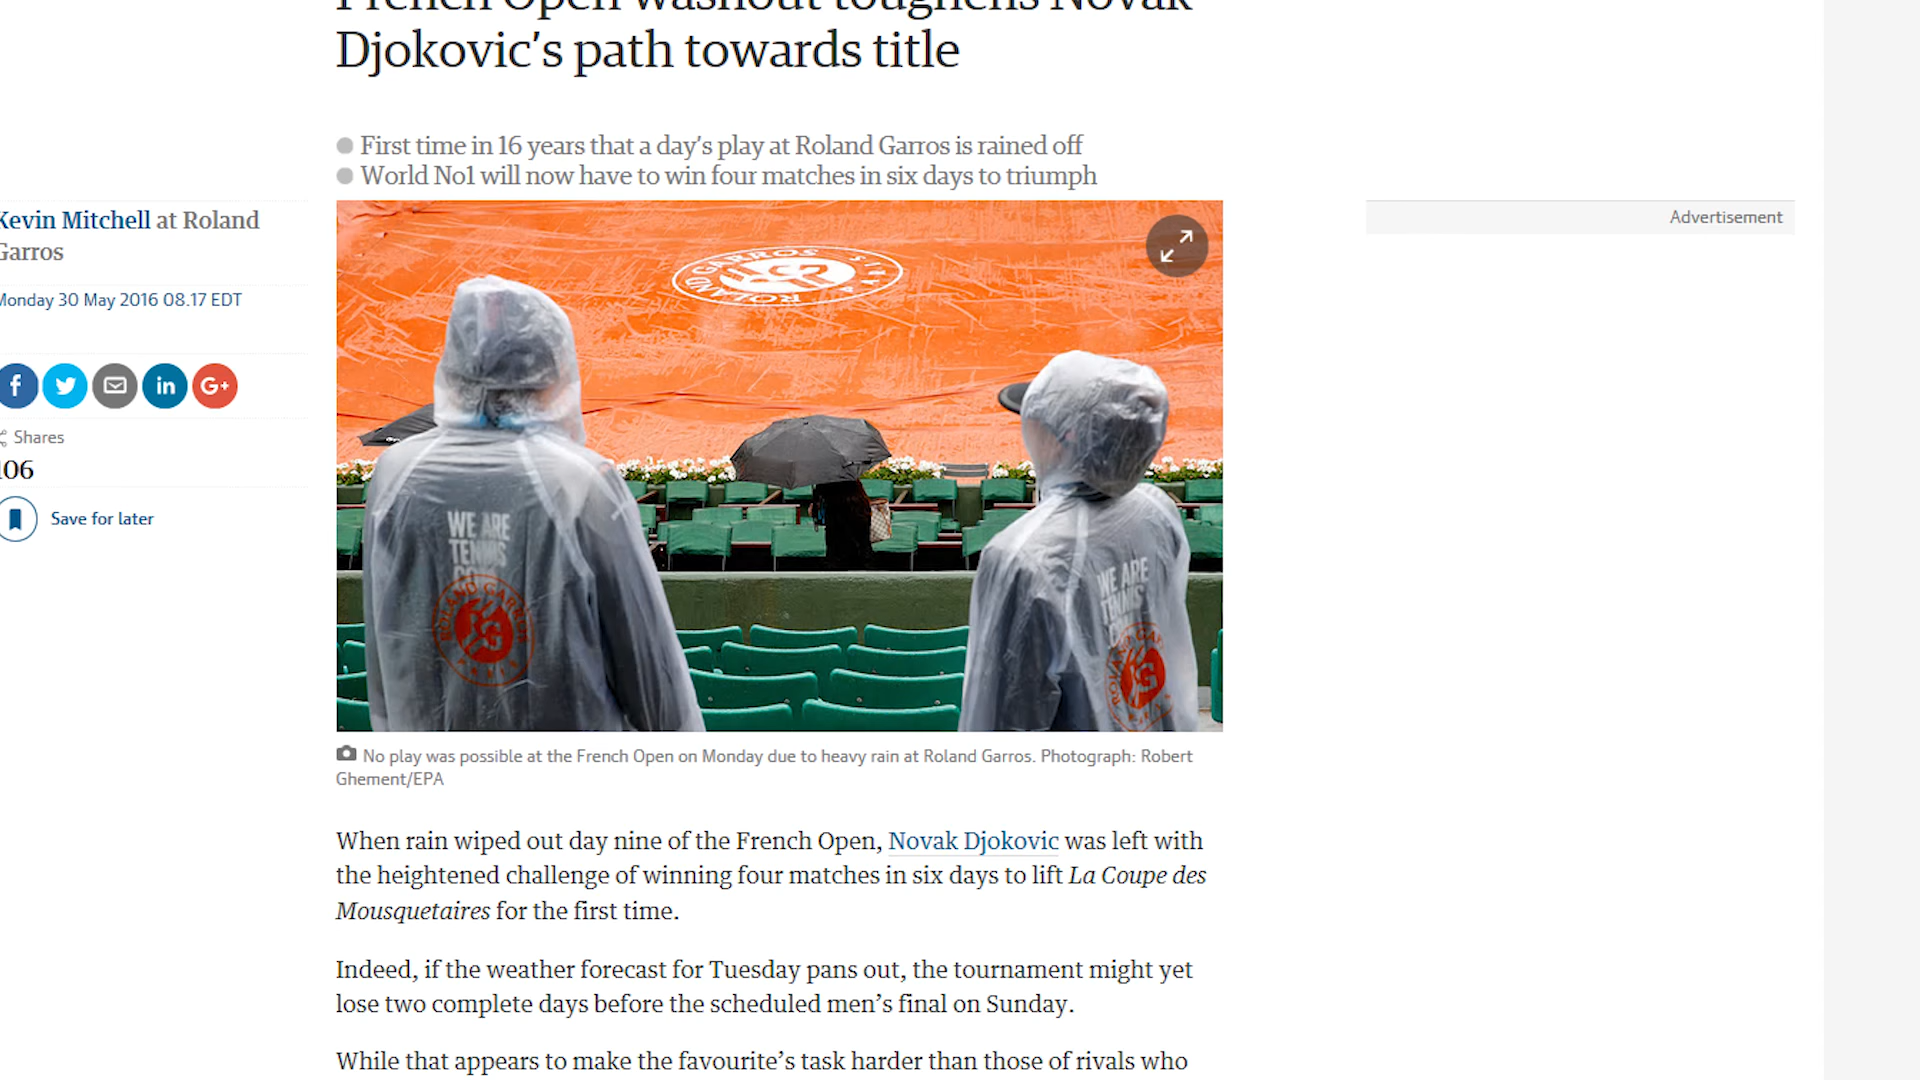 French Open washout toughens Novak
Djokovic’s path towards title
First time in 16 years that a day’s play at Roland Garros is rained off
World No1 will now have to win four matches in six days to triumph
Kevin Mitchell at Roland
Garros
Monday 30 May 2016 08.17 EDT
Shares
106
Save for later
Advertisement
ROLAND GARROS PARIS
WE ARE
TENNIS
ROLAND GARROS
PARIS
WE ARE
TENNIS
No play was possible at the French Open on Monday due to heavy rain at Roland Garros. Photograph: Robert
Ghement/EPA
When rain wiped out day nine of the French Open, Novak Djokovic was left with
the heightened challenge of winning four matches in six days to lift La Coupe des
Mousquetaires for the first time.
Indeed, if the weather forecast for Tuesday pans out, the tournament might yet
lose two complete days before the scheduled men’s final on Sunday.
While that appears to make the favourite’s task harder than those of rivals who